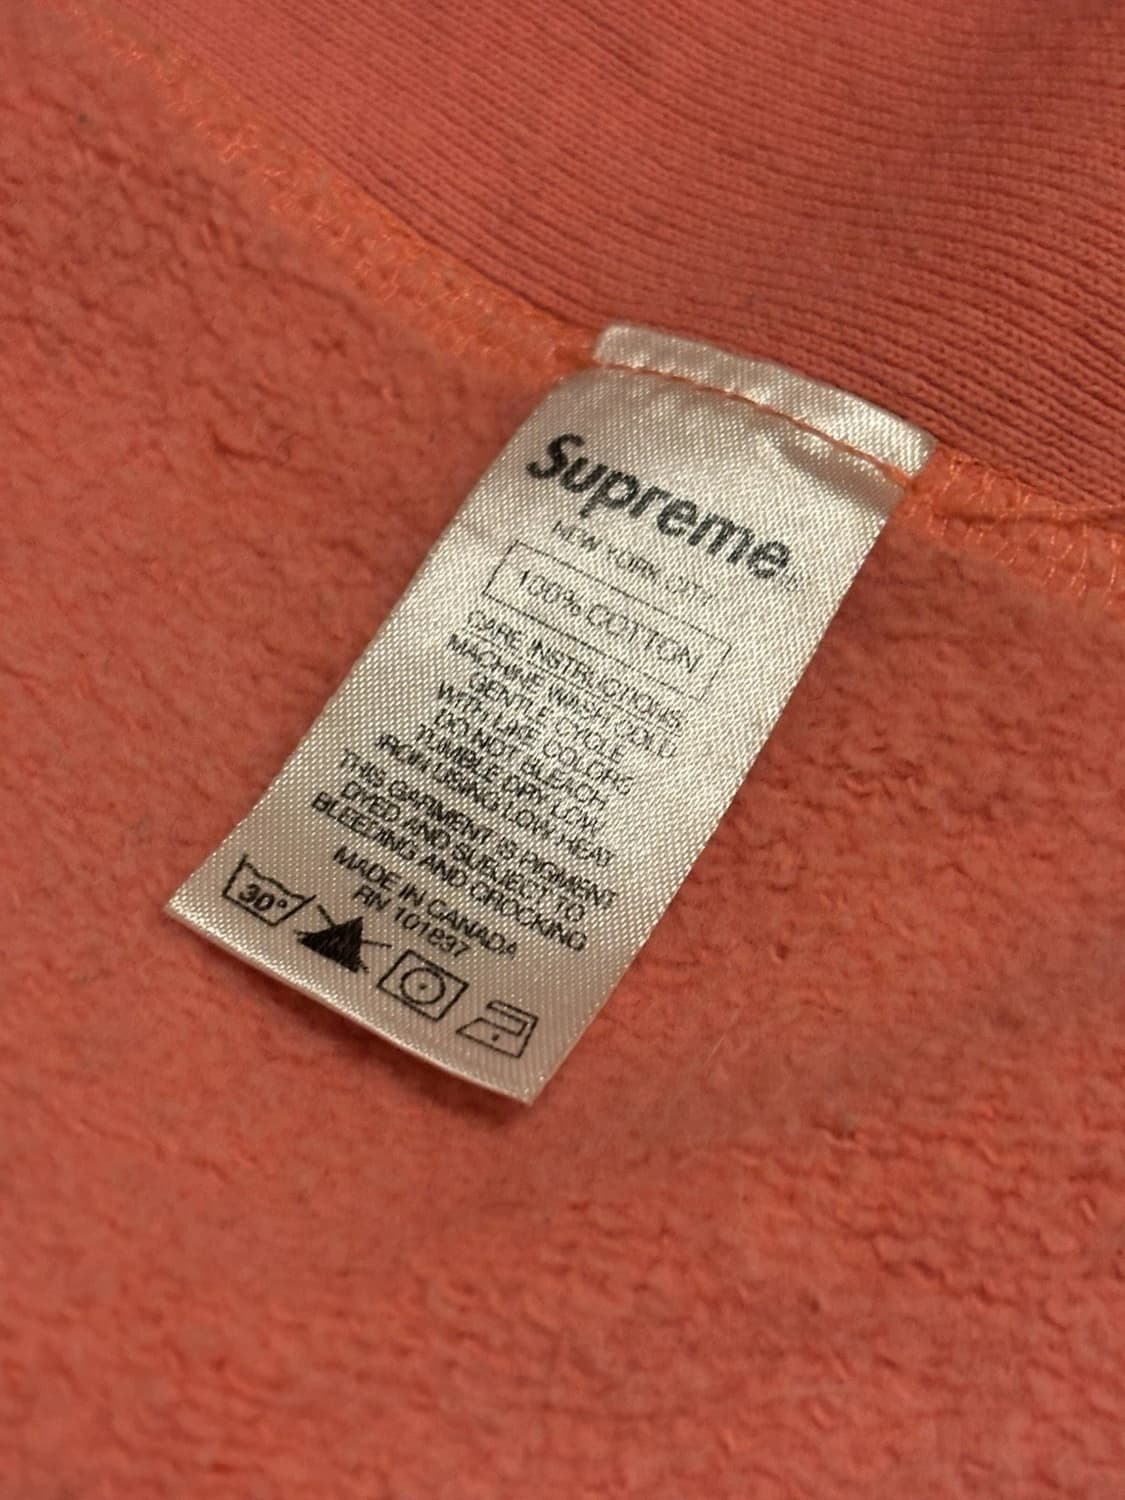 Supreme®
NEW YORK CITY
100% COTTON
CARE INSTRUCTIONS
MACHINE WASH COLD
GENTLE CYCLE
WITH LIKE COLORS
DO NOT BLEACH
TUMBLE DRY LOW
IRON USING LOW HEAT
THIS GARMENT IS PIGMENT
DYED AND SUBJECT TO
BLEEDING AND CROCKING
MADE IN CANADA
RN 101837
30°